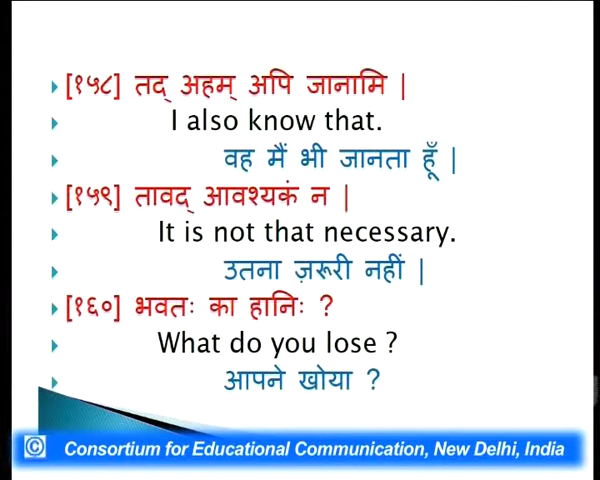 [१५८] तद् अहम् अपि जानामि |
I also know that.
वह मैं भी जानता हूँ |
[१५९] तावद् आवश्यकं न |
It is not that necessary.
उतना ज़रूरी नहीं |
[१६०] भवतः का हानिः ?
What do you lose ?
आपने खोया ?
© Consortium for Educational Communication, New Delhi, India